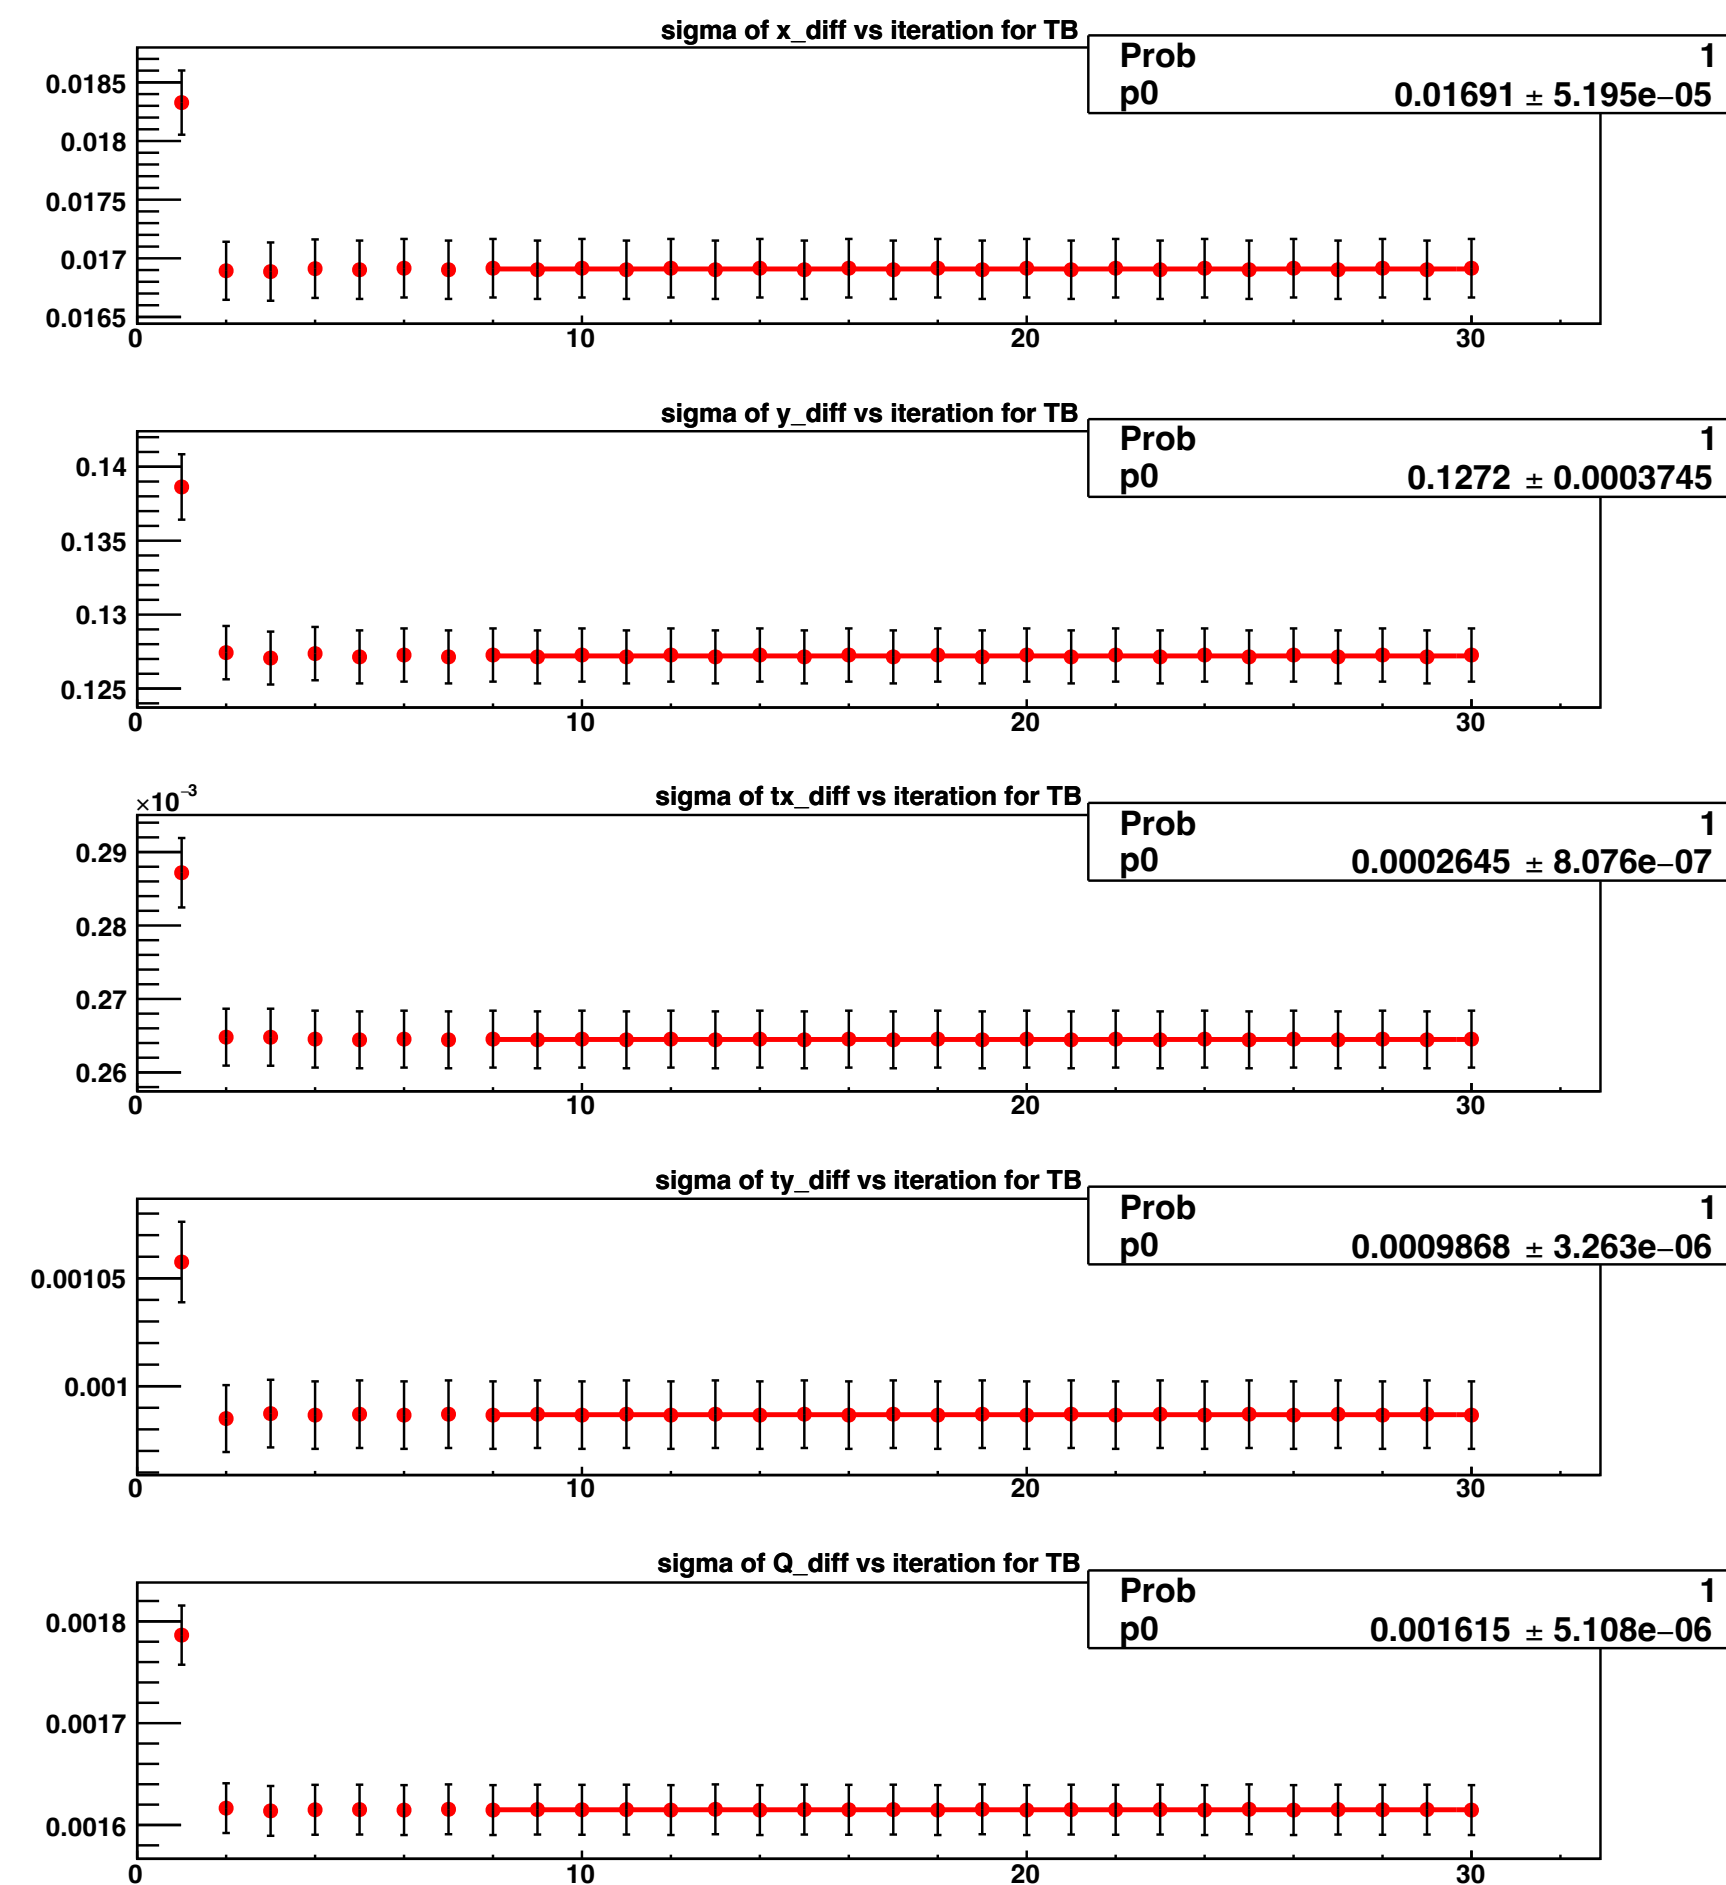 sigma of x_diff vs iteration for TB
Prob 1
p0 0.01691 ± 5.195e−05
0.0185
0.018
0.0175
0.017
0.0165
0 10 20 30
sigma of y_diff vs iteration for TB
Prob 1
p0 0.1272 ± 0.0003745
0.14
0.135
0.13
0.125
0 10 20 30
×10⁻³
sigma of tx_diff vs iteration for TB
Prob 1
p0 0.0002645 ± 8.076e−07
0.29
0.28
0.27
0.26
0 10 20 30
sigma of ty_diff vs iteration for TB
Prob 1
p0 0.0009868 ± 3.263e−06
0.00105
0.001
0 10 20 30
sigma of Q_diff vs iteration for TB
Prob 1
p0 0.001615 ± 5.108e−06
0.0018
0.0017
0.0016
0 10 20 30